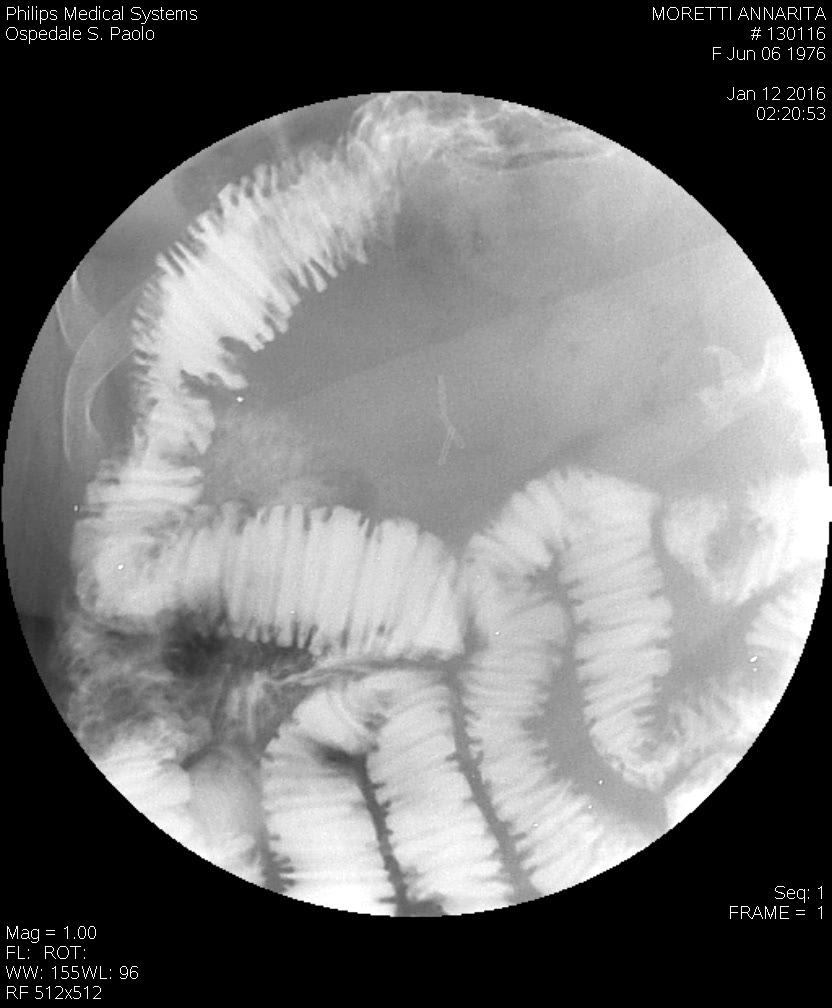 Philips Medical Systems
Ospedale S. Paolo
MORETTI ANNARITA
# 130116
F Jun 06 1976
Jan 12 2016
02:20:53
Seq: 1
FRAME = 1
Mag = 1.00
FL: ROT:
WW: 155WL: 96
RF 512x512